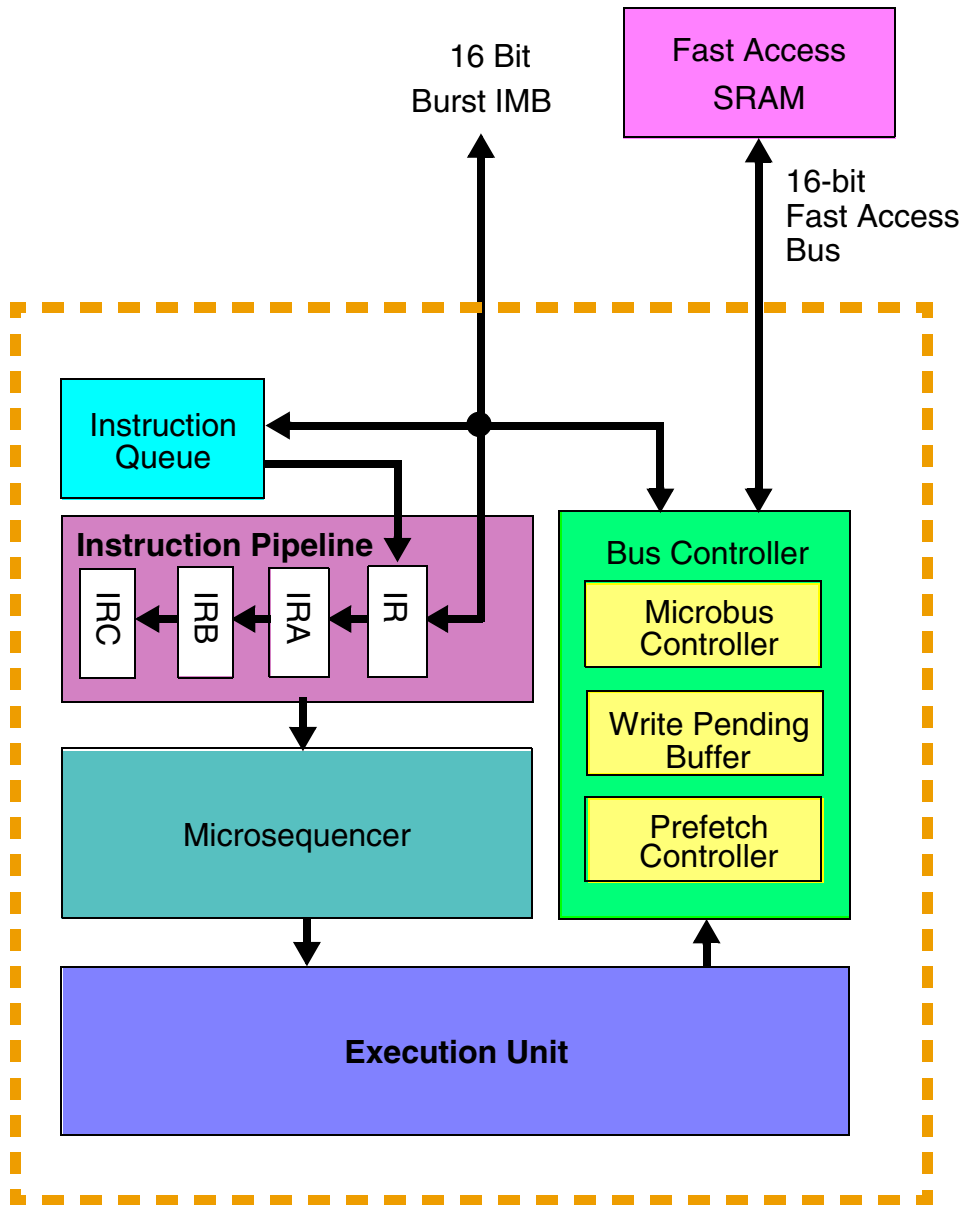 16 Bit
Burst IMB
Fast Access
SRAM
16-bit
Fast Access
Bus
Instruction
Queue
Instruction Pipeline
IRC
IRB
IRA
IR
Bus Controller
Microbus
Controller
Write Pending
Buffer
Prefetch
Controller
Microsequencer
Execution Unit